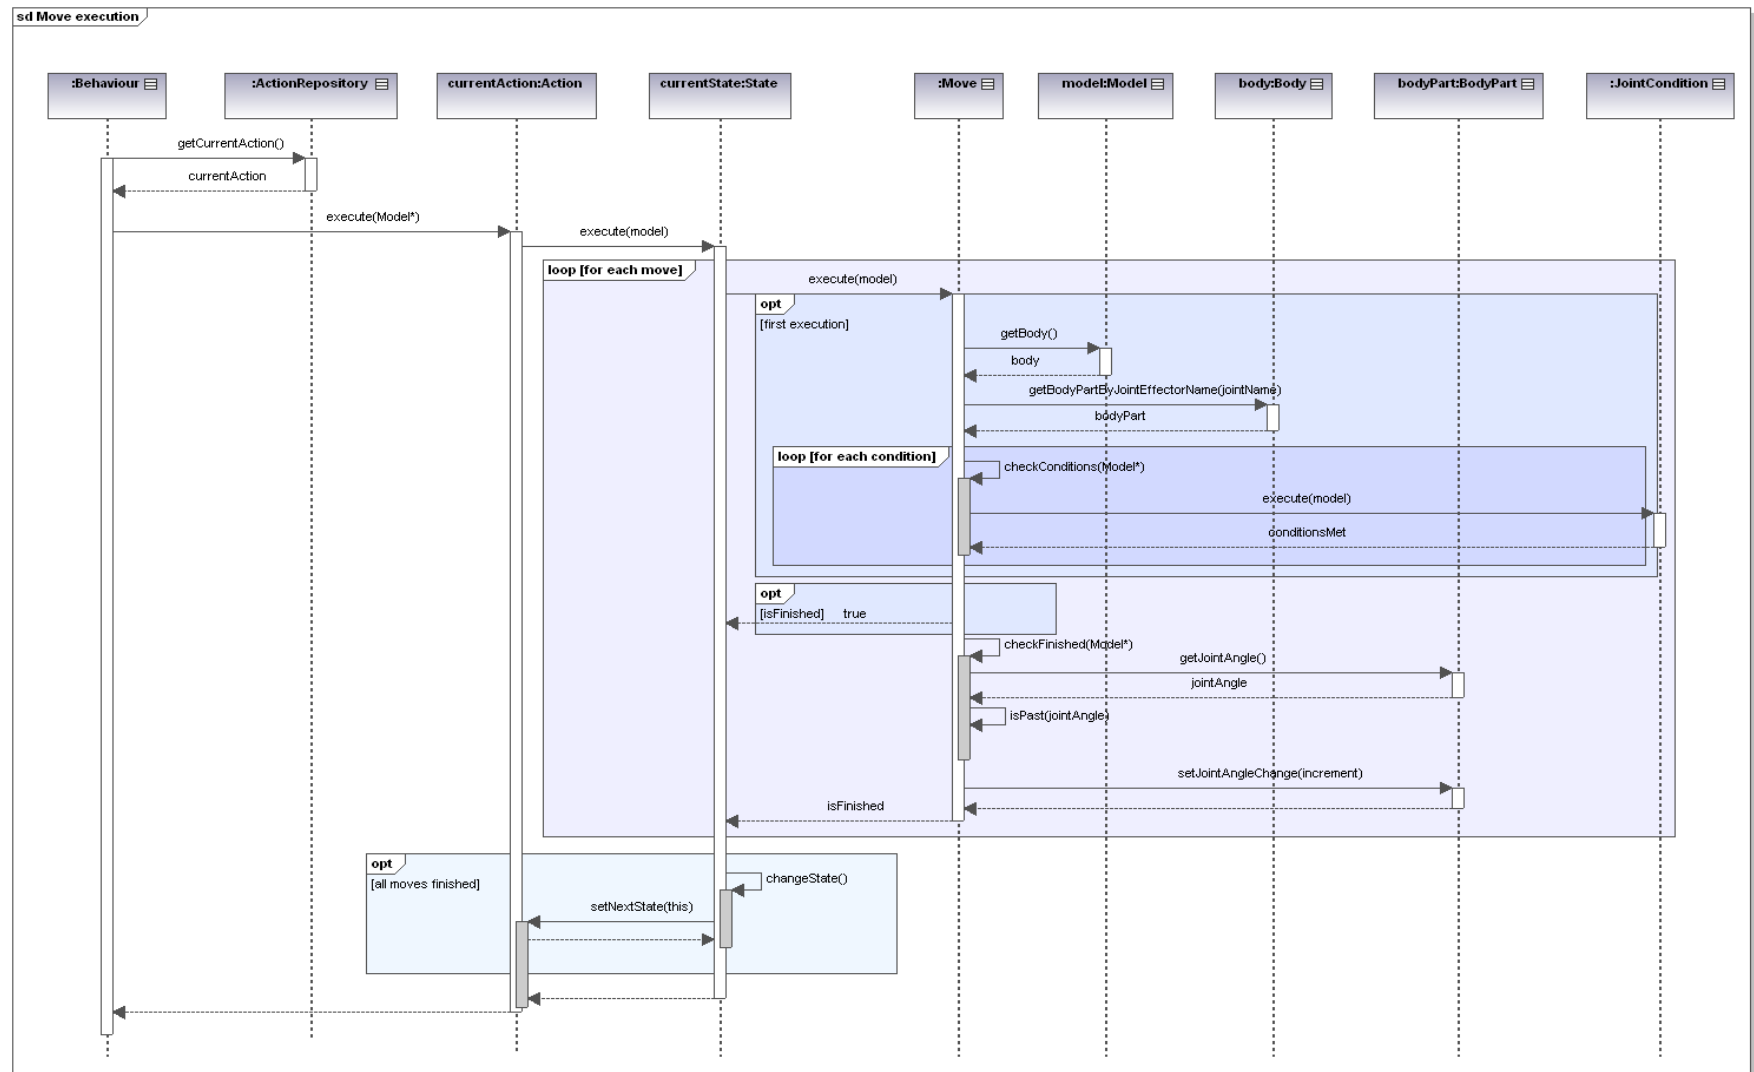 sd Move execution
:Behaviour
:ActionRepository
currentAction:Action
currentState:State
:Move
model:Model
body:Body
bodyPart:BodyPart
:JointCondition
getCurrentAction()
currentAction
execute(Model*)
execute(model)
loop [for each move]
execute(model)
opt
[first execution]
getBody()
body
getBodyPartByJointEffectorName(jointName)
bodyPart
loop [for each condition]
checkConditions(Model*)
execute(model)
conditionsMet
opt
[isFinished] true
checkFinished(Model*)
getJointAngle()
jointAngle
isPast(jointAngle)
setJointAngleChange(increment)
isFinished
opt
[all moves finished]
changeState()
setNextState(this)